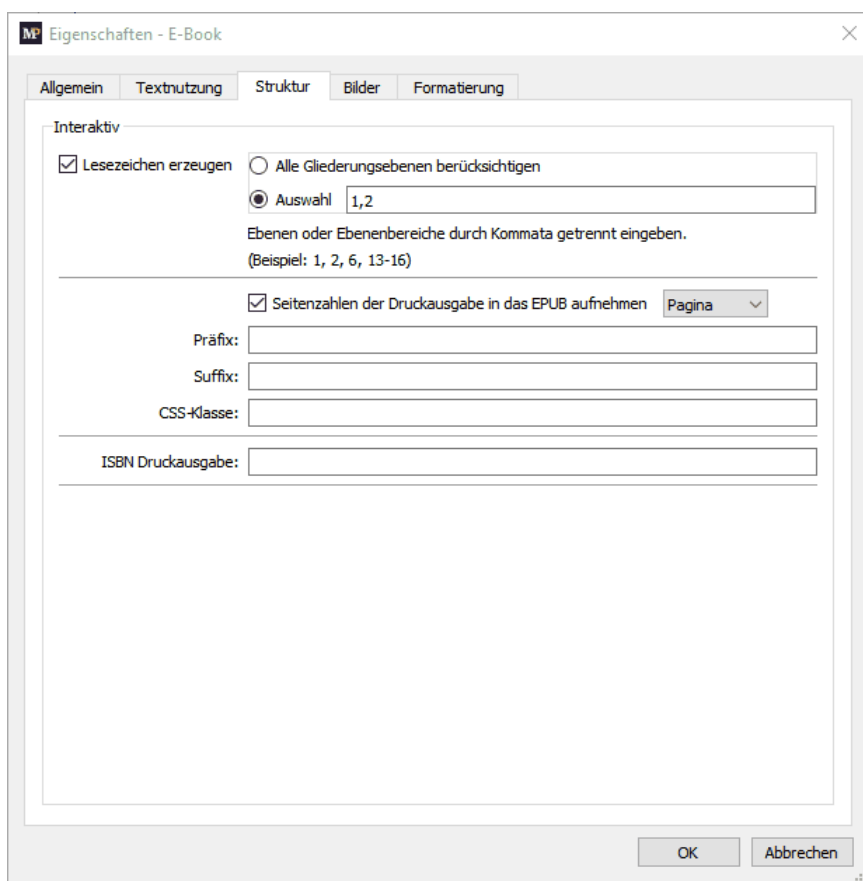 MP Eigenschaften - E-Book
Allgemein Textnutzung Struktur Bilder Formatierung
Interaktiv
Lesezeichen erzeugen Alle Gliederungsebenen berücksichtigen
Auswahl 1,2
Ebenen oder Ebenenbereiche durch Kommata getrennt eingeben.
(Beispiel: 1, 2, 6, 13-16)
Seitenzahlen der Druckausgabe in das EPUB aufnehmen Pagina
Präfix:
Suffix:
CSS-Klasse:
ISBN Druckausgabe:
OK Abbrechen